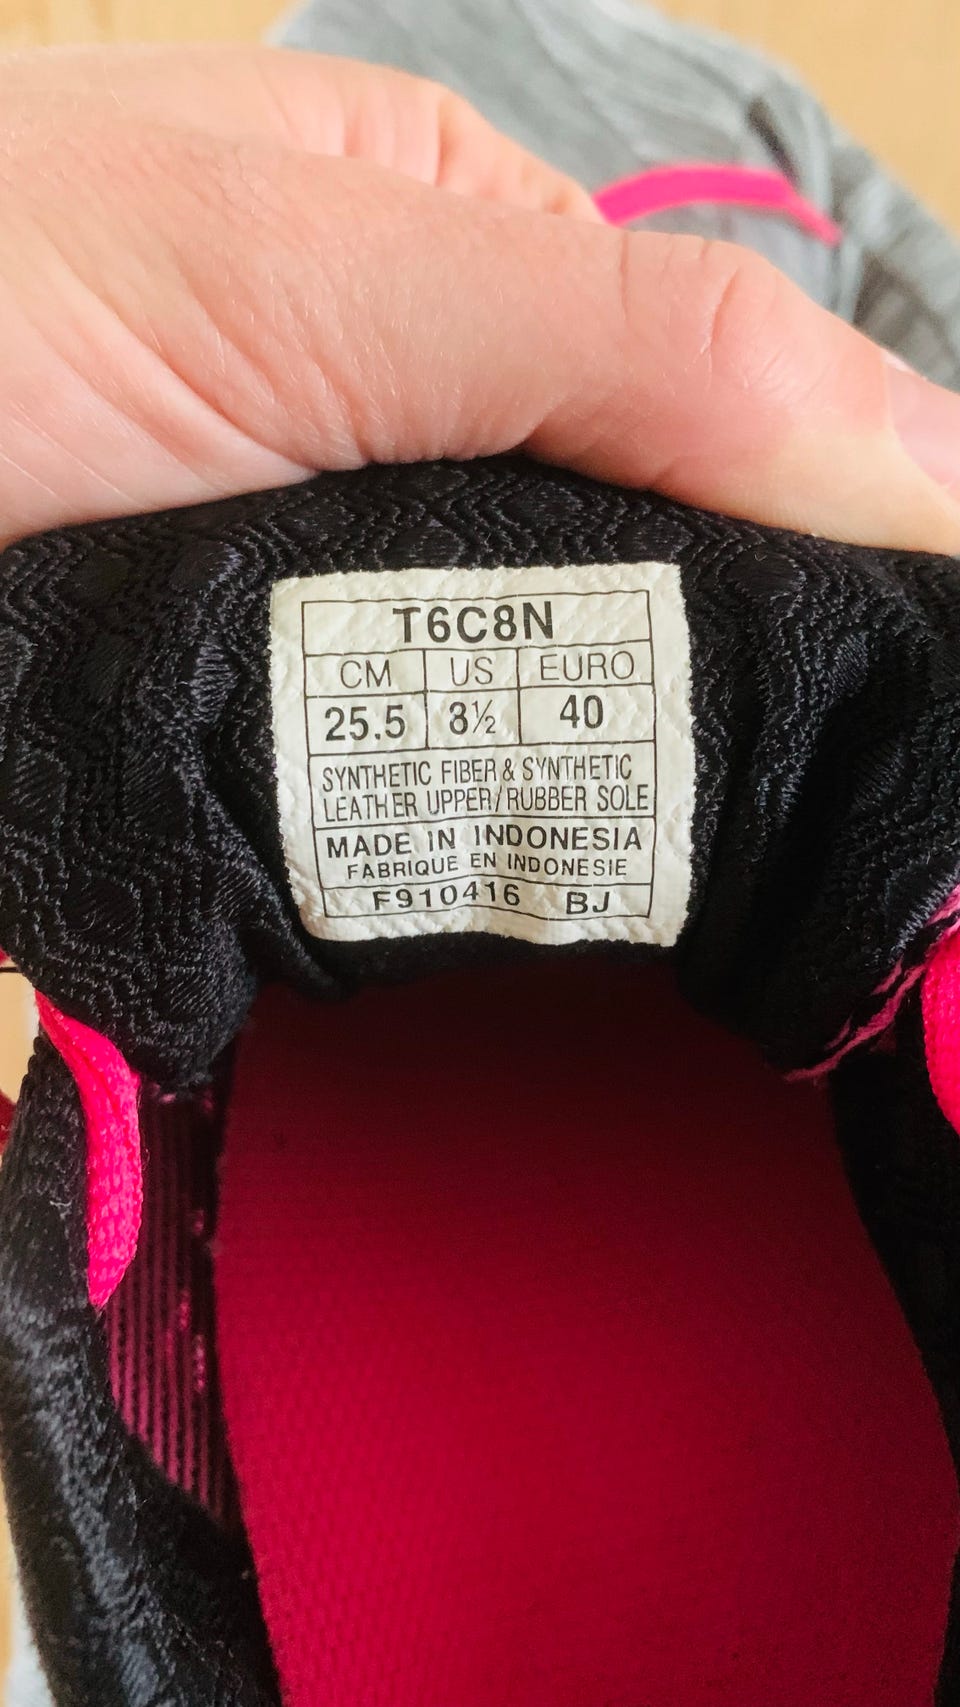 T6C8N
CM US EURO
25.5 8½ 40
SYNTHETIC FIBER & SYNTHETIC
LEATHER UPPER/RUBBER SOLE
MADE IN INDONESIA
FABRIQUE EN INDONESIE
F910416 BJ